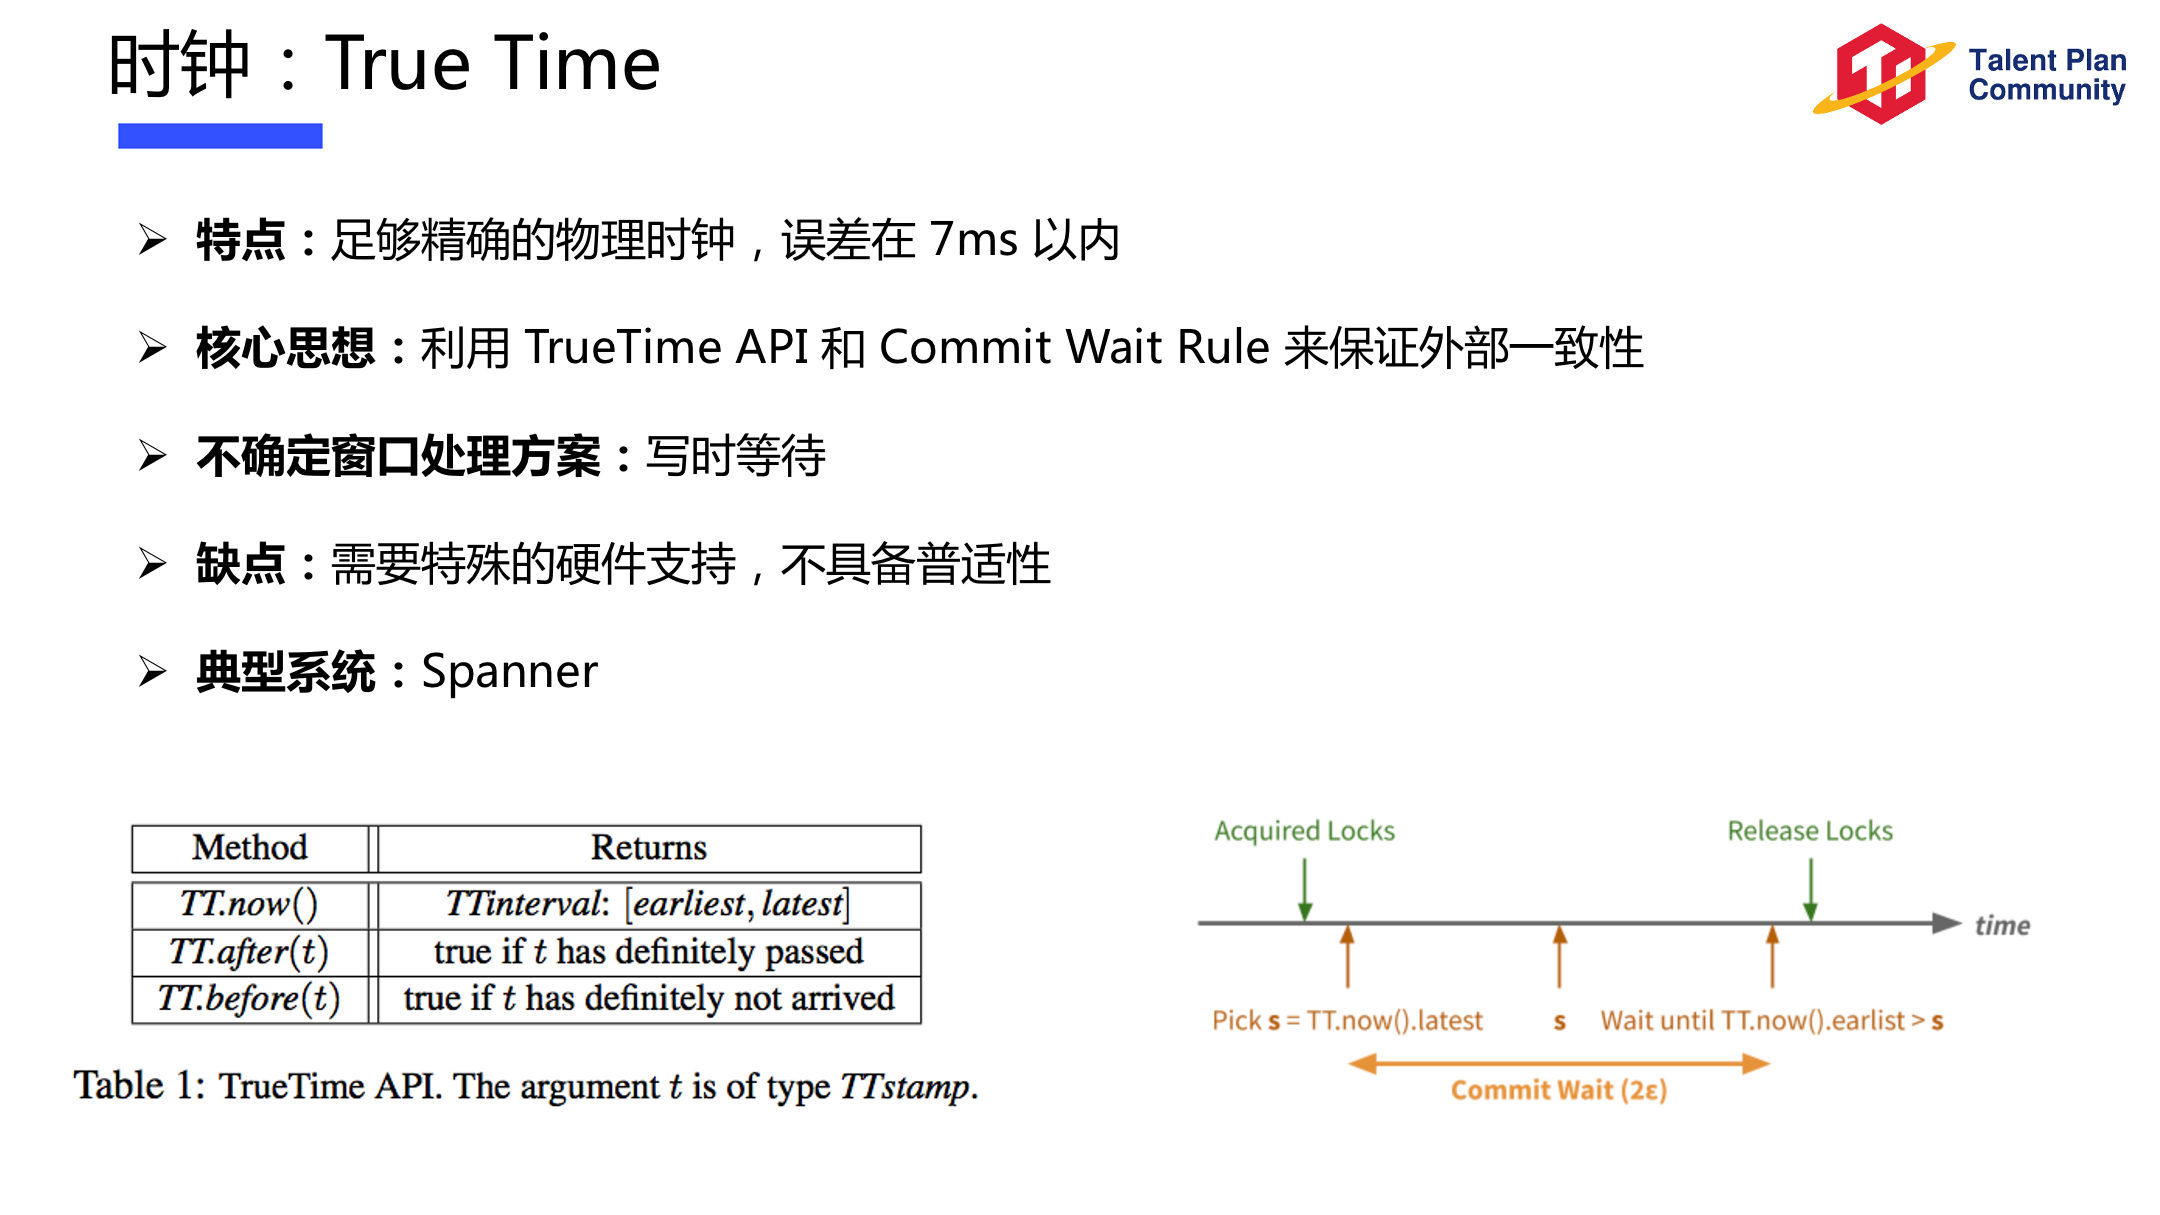 时钟：True Time
Talent Plan
Community
特点：足够精确的物理时钟，误差在 7ms 以内
核心思想：利用 TrueTime API 和 Commit Wait Rule 来保证外部一致性
不确定窗口处理方案：写时等待
缺点：需要特殊的硬件支持，不具备普适性
典型系统：Spanner
Method Returns
TT.now() TTinterval: [earliest, latest]
TT.after(t) true if t has definitely passed
TT.before(t) true if t has definitely not arrived
Table 1: TrueTime API. The argument t is of type TTstamp.
Acquired Locks Release Locks
time
Pick s = TT.now().latest s Wait until TT.now().earlist > s
Commit Wait (2ε)